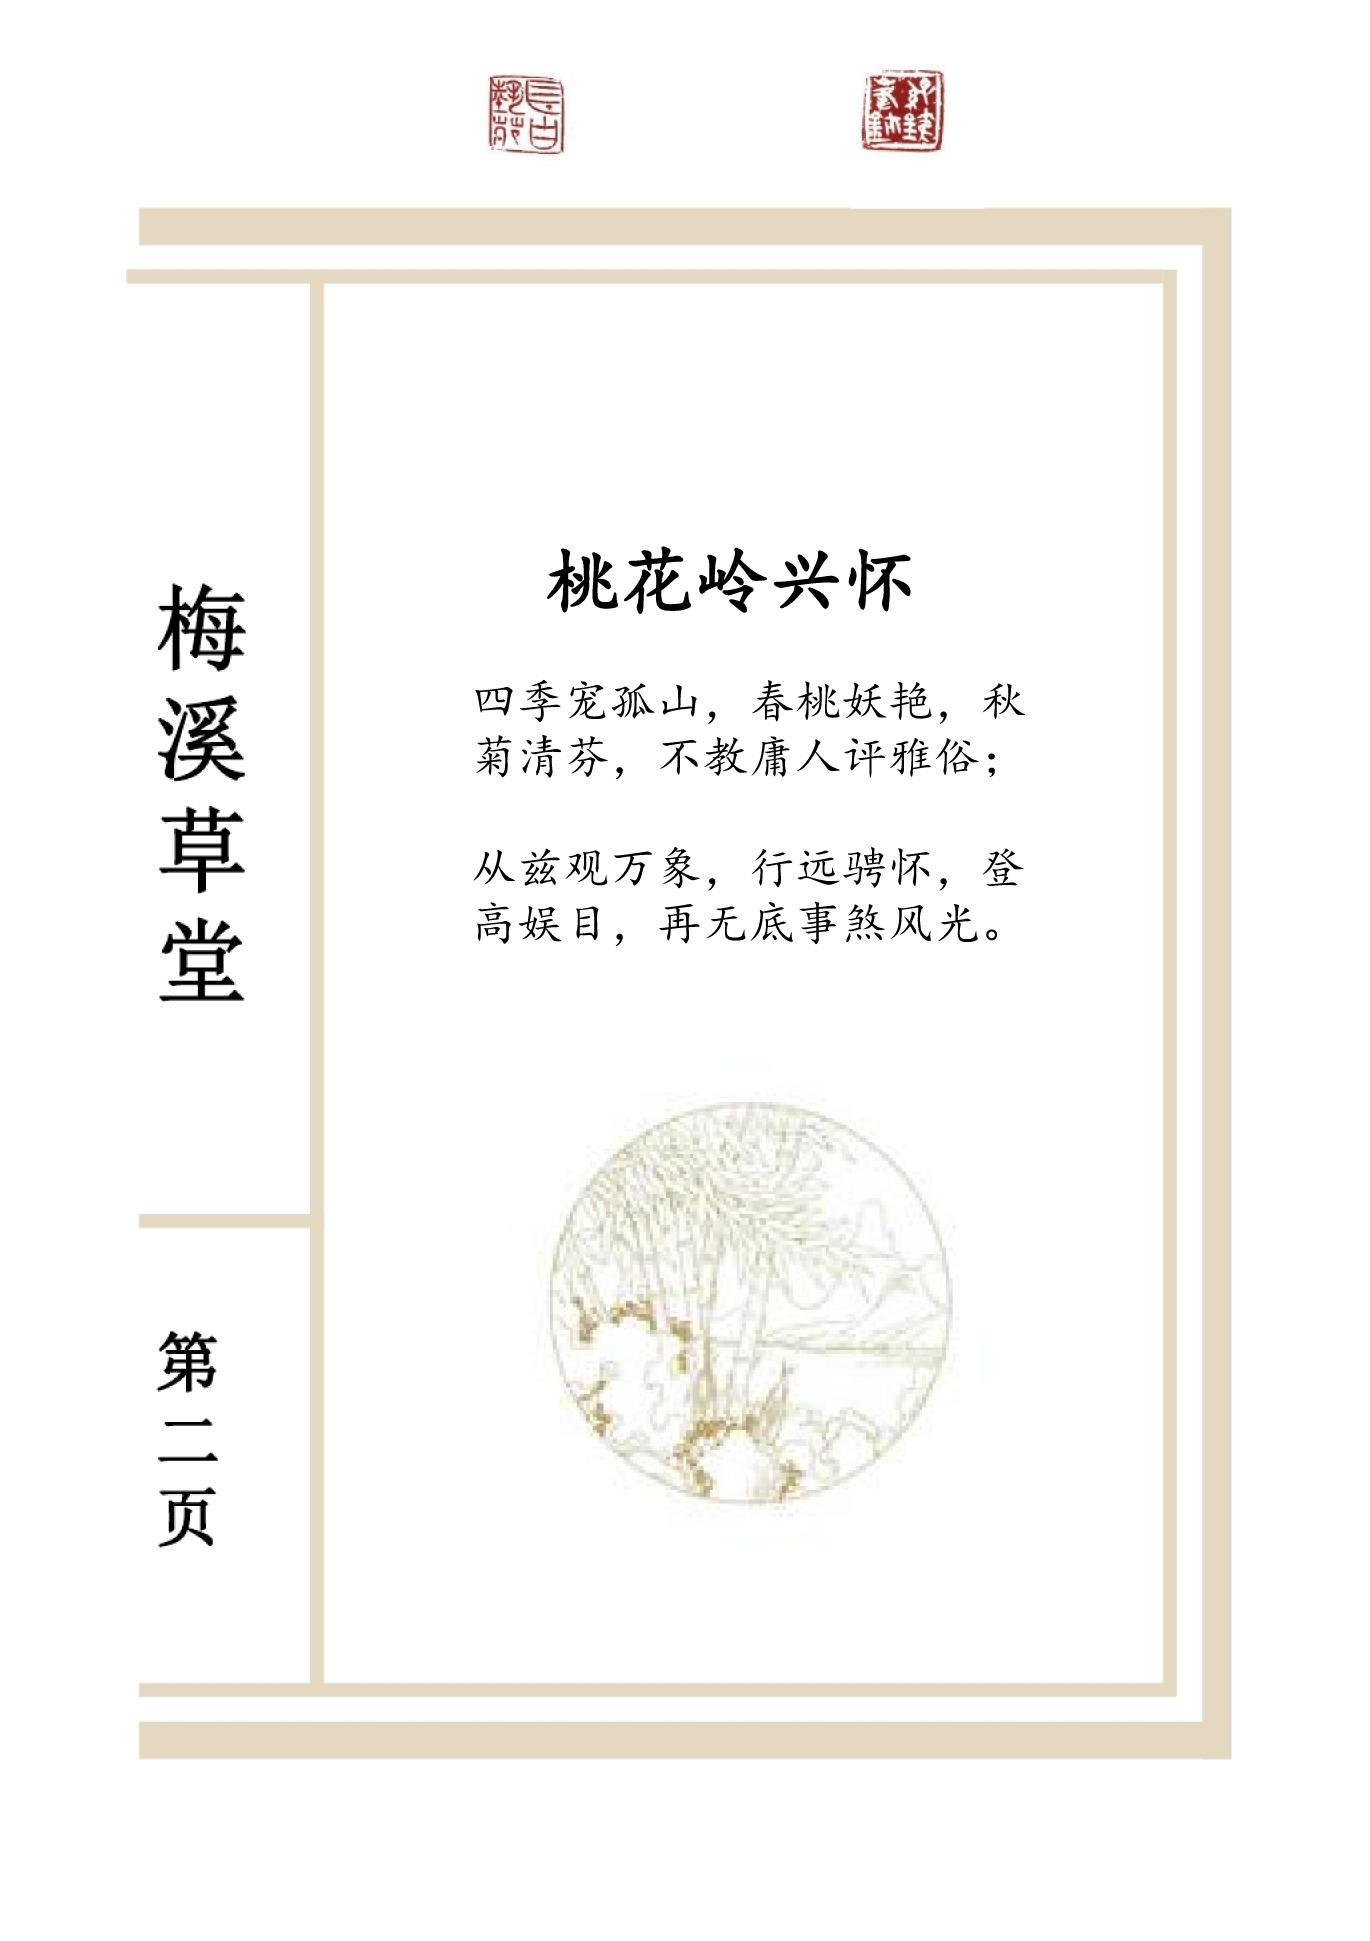 桃花岭兴怀
四季宠孤山，春桃妖艳，秋
菊清芬，不教庸人评雅俗；
从兹观万象，行远骋怀，登
高娱目，再无底事煞风光。
梅溪草堂
第二页